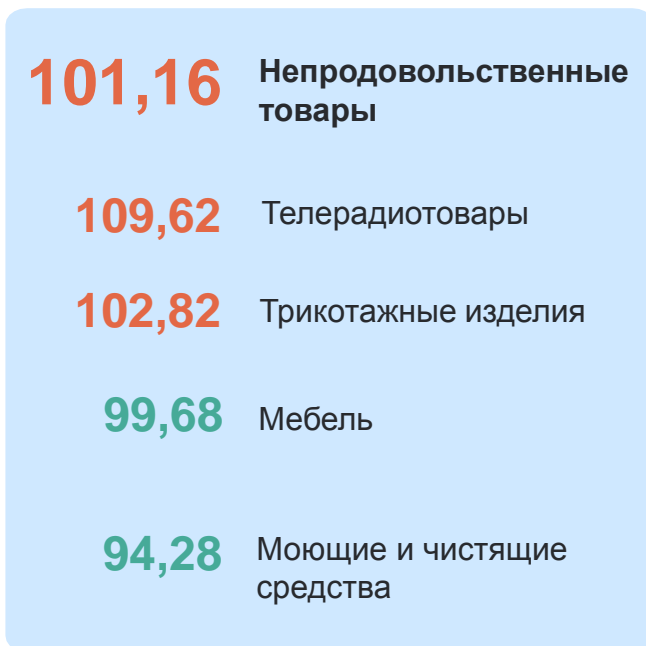 101,16 Непродовольственные
товары
109,62 Телерадиотовары
102,82 Трикотажные изделия
99,68 Мебель
94,28 Моющие и чистящие
средства